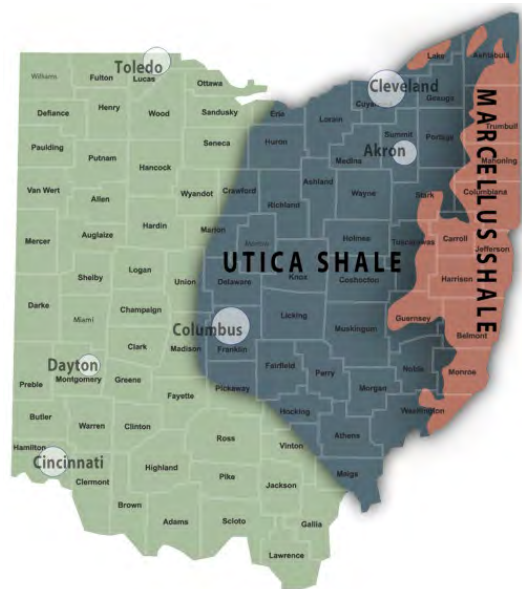 Toledo
Cleveland
Akron
Columbus
Dayton
Cincinnati
UTICA SHALE
MARCELLUS SHALE
Williams
Fulton
Lucas
Ottawa
Lake
Ashtabula
Defiance
Henry
Wood
Sandusky
Erie
Lorain
Geauga
Trumbull
Paulding
Putnam
Hancock
Seneca
Huron
Medina
Summit
Portage
Mahoning
Van Wert
Allen
Wyandot
Crawford
Richland
Ashland
Wayne
Stark
Columbiana
Mercer
Auglaize
Hardin
Marion
Holmes
Tuscarawas
Carroll
Jefferson
Shelby
Logan
Union
Delaware
Knox
Coshocton
Harrison
Darke
Miami
Champaign
Licking
Muskingum
Guernsey
Belmont
Clark
Madison
Franklin
Fairfield
Perry
Noble
Monroe
Preble
Montgomery
Greene
Fayette
Pickaway
Morgan
Washington
Butler
Warren
Clinton
Ross
Hocking
Athens
Hamilton
Clermont
Highland
Vinton
Meigs
Brown
Adams
Pike
Scioto
Jackson
Gallia
Lawrence